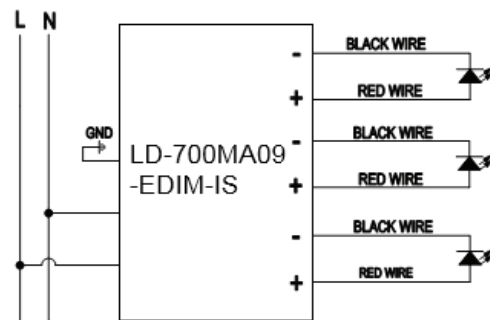 L N
- BLACK WIRE
+ RED WIRE
GND
LD-700MA09
-EDIM-IS
- BLACK WIRE
+ RED WIRE
- BLACK WIRE
+ RED WIRE